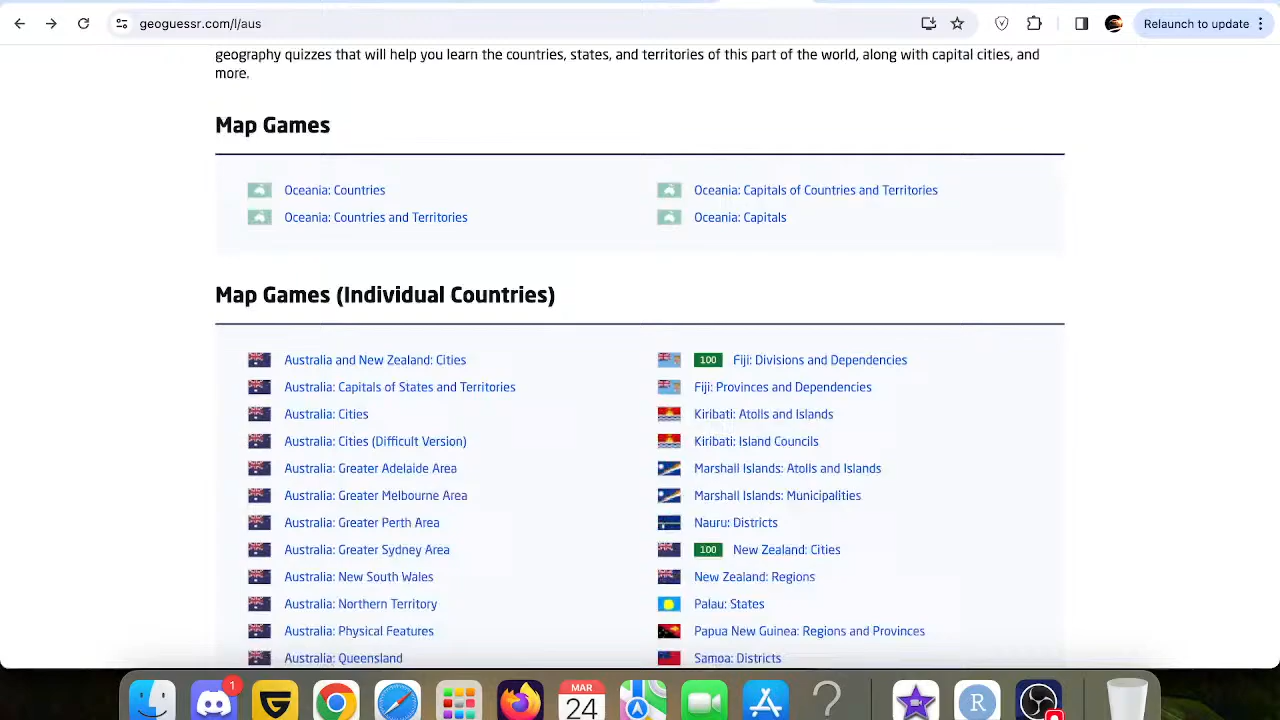 geoguessr.com/l/aus
Relaunch to update
geography quizzes that will help you learn the countries, states, and territories of this part of the world, along with capital cities, and
more.
Map Games
Oceania: Countries
Oceania: Capitals of Countries and Territories
Oceania: Countries and Territories
Oceania: Capitals
Map Games (Individual Countries)
Australia and New Zealand: Cities
100 Fiji: Divisions and Dependencies
Australia: Capitals of States and Territories
Fiji: Provinces and Dependencies
Australia: Cities
Kiribati: Atolls and Islands
Australia: Cities (Difficult Version)
Kiribati: Island Councils
Australia: Greater Adelaide Area
Marshall Islands: Atolls and Islands
Australia: Greater Melbourne Area
Marshall Islands: Municipalities
Australia: Greater Perth Area
Nauru: Districts
Australia: Greater Sydney Area
100 New Zealand: Cities
Australia: New South Wales
New Zealand: Regions
Australia: Northern Territory
Palau: States
Australia: Physical Features
Papua New Guinea: Regions and Provinces
Australia: Queensland
Samoa: Districts
1
MAR
24
R